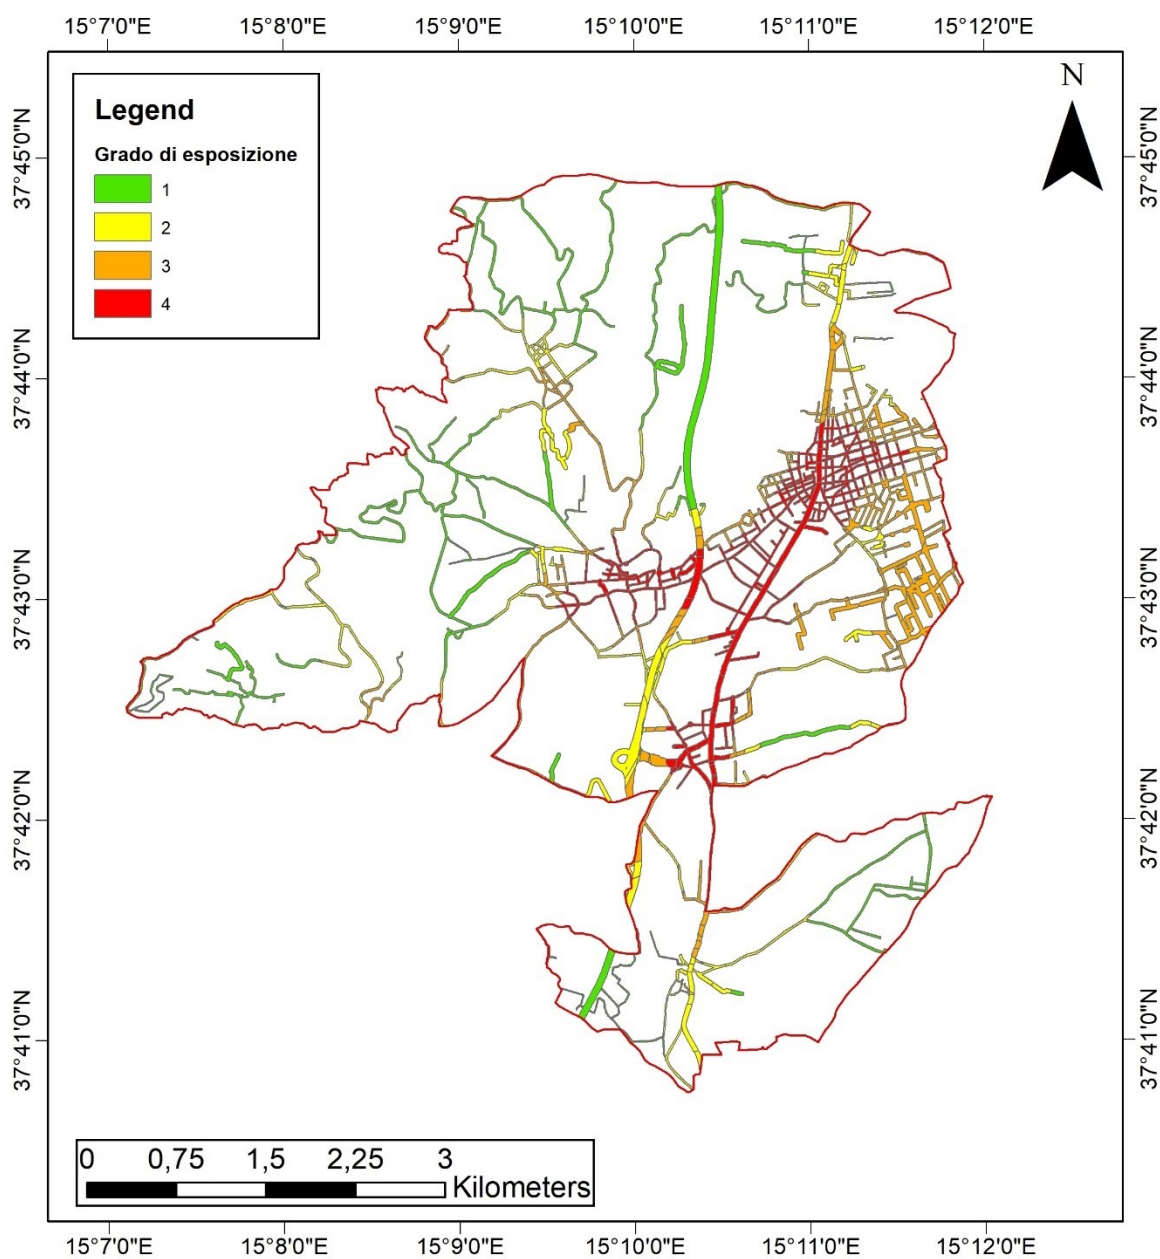 15°7'0"E 15°8'0"E 15°9'0"E 15°10'0"E 15°11'0"E 15°12'0"E
N
Legend
Grado di esposizione
1
2
3
4
37°45'0"N 37°45'0"N
37°44'0"N 37°44'0"N
37°43'0"N 37°43'0"N
37°42'0"N 37°42'0"N
37°41'0"N 37°41'0"N
0 0,75 1,5 2,25 3
Kilometers
15°7'0"E 15°8'0"E 15°9'0"E 15°10'0"E 15°11'0"E 15°12'0"E